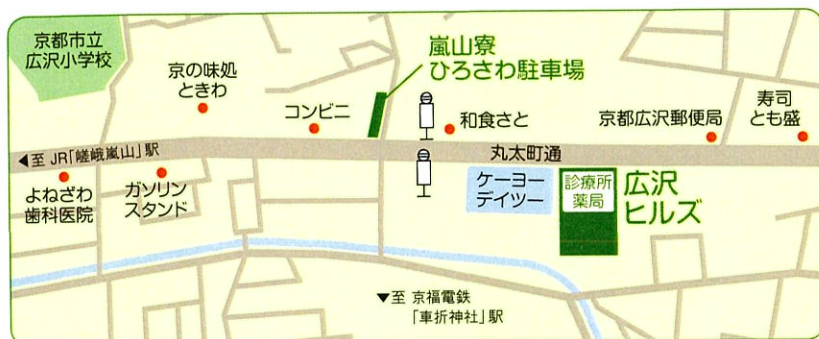 京都市立
広沢小学校
京の味処
ときわ
コンビニ
嵐山寮
ひろさわ駐車場
和食さと
京都広沢郵便局
寿司
とも盛
◀至 JR「嵯峨嵐山」駅
丸太町通
よねざわ
歯科医院
ガソリン
スタンド
ケーヨー
デイツー
診療所
薬局
広沢
ヒルズ
▼至 京福電鉄
「車折神社」駅